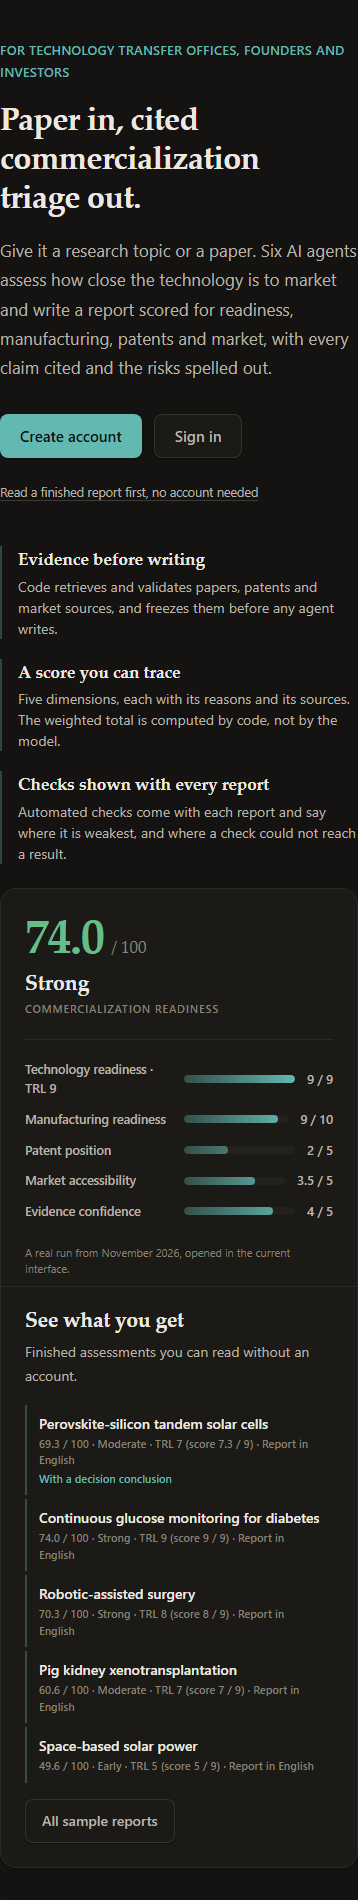 FOR TECHNOLOGY TRANSFER OFFICES, FOUNDERS AND
INVESTORS
Paper in, cited
commercialization
triage out.
Give it a research topic or a paper. Six AI agents
assess how close the technology is to market
and write a report scored for readiness,
manufacturing, patents and market, with every
claim cited and the risks spelled out.
Create account
Sign in
Read a finished report first, no account needed
Evidence before writing
Code retrieves and validates papers, patents and
market sources, and freezes them before any agent
writes.
A score you can trace
Five dimensions, each with its reasons and its sources.
The weighted total is computed by code, not by the
model.
Checks shown with every report
Automated checks come with each report and say
where it is weakest, and where a check could not reach
a result.
74.0 / 100
Strong
COMMERCIALIZATION READINESS
Technology readiness ·
TRL 9
9 / 9
Manufacturing readiness 9 / 10
Patent position 2 / 5
Market accessibility 3.5 / 5
Evidence confidence 4 / 5
A real run from November 2026, opened in the current
interface.
See what you get
Finished assessments you can read without an
account.
Perovskite-silicon tandem solar cells
69.3 / 100 · Moderate · TRL 7 (score 7.3 / 9) · Report in
English
With a decision conclusion
Continuous glucose monitoring for diabetes
74.0 / 100 · Strong · TRL 9 (score 9 / 9) · Report in
English
Robotic-assisted surgery
70.3 / 100 · Strong · TRL 8 (score 8 / 9) · Report in
English
Pig kidney xenotransplantation
60.6 / 100 · Moderate · TRL 7 (score 7 / 9) · Report in
English
Space-based solar power
49.6 / 100 · Early · TRL 5 (score 5 / 9) · Report in English
All sample reports